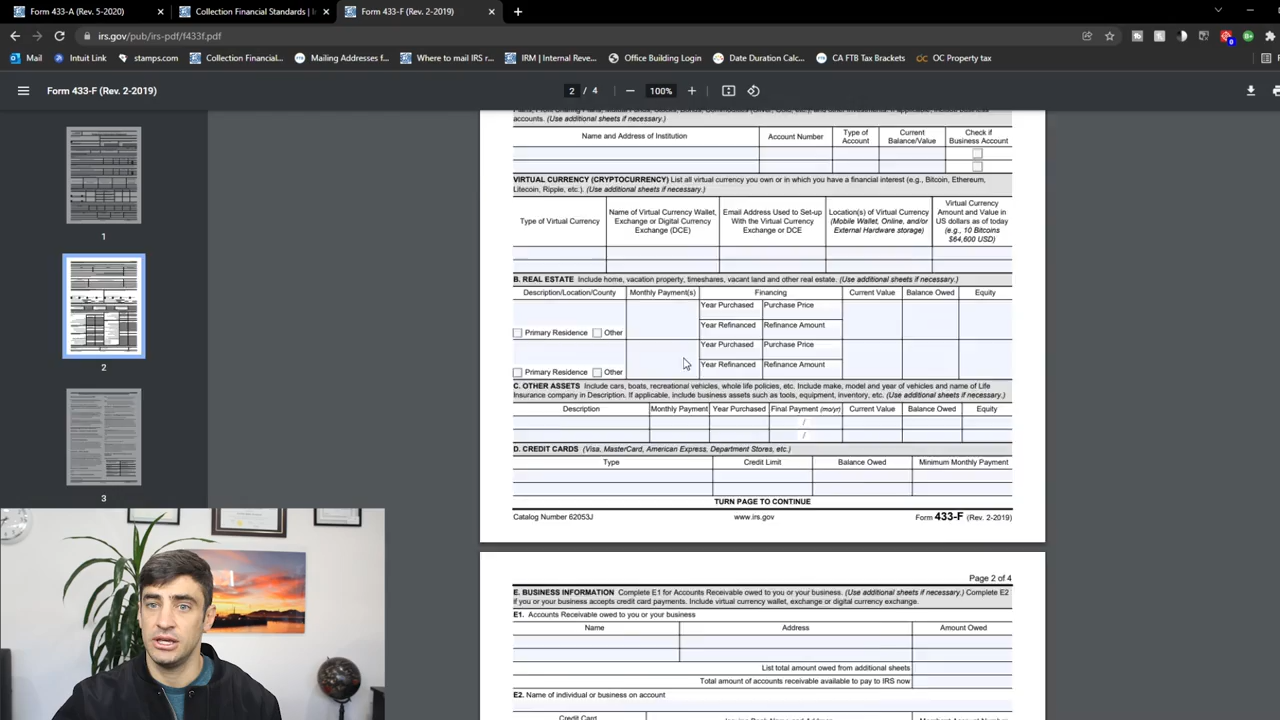 Form 433-A (Rev. 5-2020)
Collection Financial Standards | I
Form 433-F (Rev. 2-2019)
irs.gov/pub/irs-pdf/f433f.pdf
Mail
Intuit Link
stamps.com
Collection Financial...
Mailing Addresses f...
Where to mail IRS r...
IRM | Internal Reve...
Office Building Loan
Date Duration Calc...
CA FTB Tax Brackets
OC Property tax
Form 433-F (Rev. 2-2019)
2 / 4
100%
1
2
3
accounts. (Use additional sheets if necessary.)
Name and Address of Institution
Account Number
Type of
Account
Current
Balance/Value
Check if
Business Account
VIRTUAL CURRENCY (CRYPTOCURRENCY) List all virtual currency you own or in which you have a financial interest (e.g., Bitcoin, Ethereum,
Litecoin, Ripple, etc.). (Use additional sheets if necessary.)
Type of Virtual Currency
Name of Virtual Currency Wallet,
Exchange or Digital Currency
Exchange (DCE)
Email Address Used to Set-up
With the Virtual Currency
Exchange or DCE
Location(s) of Virtual Currency
(Mobile Wallet, Online, and/or
External Hardware storage)
Virtual Currency
Amount and Value in
US dollars as of today
(e.g., 10 Bitcoins
$64,600 USD)
B. REAL ESTATE Include home, vacation property, timeshares, vacant land and other real estate. (Use additional sheets if necessary.)
Description/Location/County
Monthly Payment(s)
Financing
Current Value
Balance Owed
Equity
Year Purchased
Purchase Price
Primary Residence
Other
Year Refinanced
Refinance Amount
Year Purchased
Purchase Price
Primary Residence
Other
Year Refinanced
Refinance Amount
C. OTHER ASSETS Include cars, boats, recreational vehicles, whole life policies, etc. Include make, model and year of vehicles and name of Life
Insurance company in Description. If applicable, include business assets such as tools, equipment, inventory, etc. (Use additional sheets if necessary.)
Description
Monthly Payment
Year Purchased
Final Payment (mo/yr)
Current Value
Balance Owed
Equity
/
/
D. CREDIT CARDS (Visa, MasterCard, American Express, Department Stores, etc.)
Type
Credit Limit
Balance Owed
Minimum Monthly Payment
TURN PAGE TO CONTINUE
Catalog Number 62053J
www.irs.gov
Form 433-F (Rev. 2-2019)
Page 2 of 4
E. BUSINESS INFORMATION Complete E1 for Accounts Receivable owed to you or your business. (Use additional sheets if necessary.) Complete E2
if you or your business accepts credit card payments. Include virtual currency wallet, exchange or digital currency exchange.
E1. Accounts Receivable owed to you or your business
Name
Address
Amount Owed
List total amount owed from additional sheets
Total amount of accounts receivable available to pay to IRS now
E2. Name of individual or business on account
Credit Card